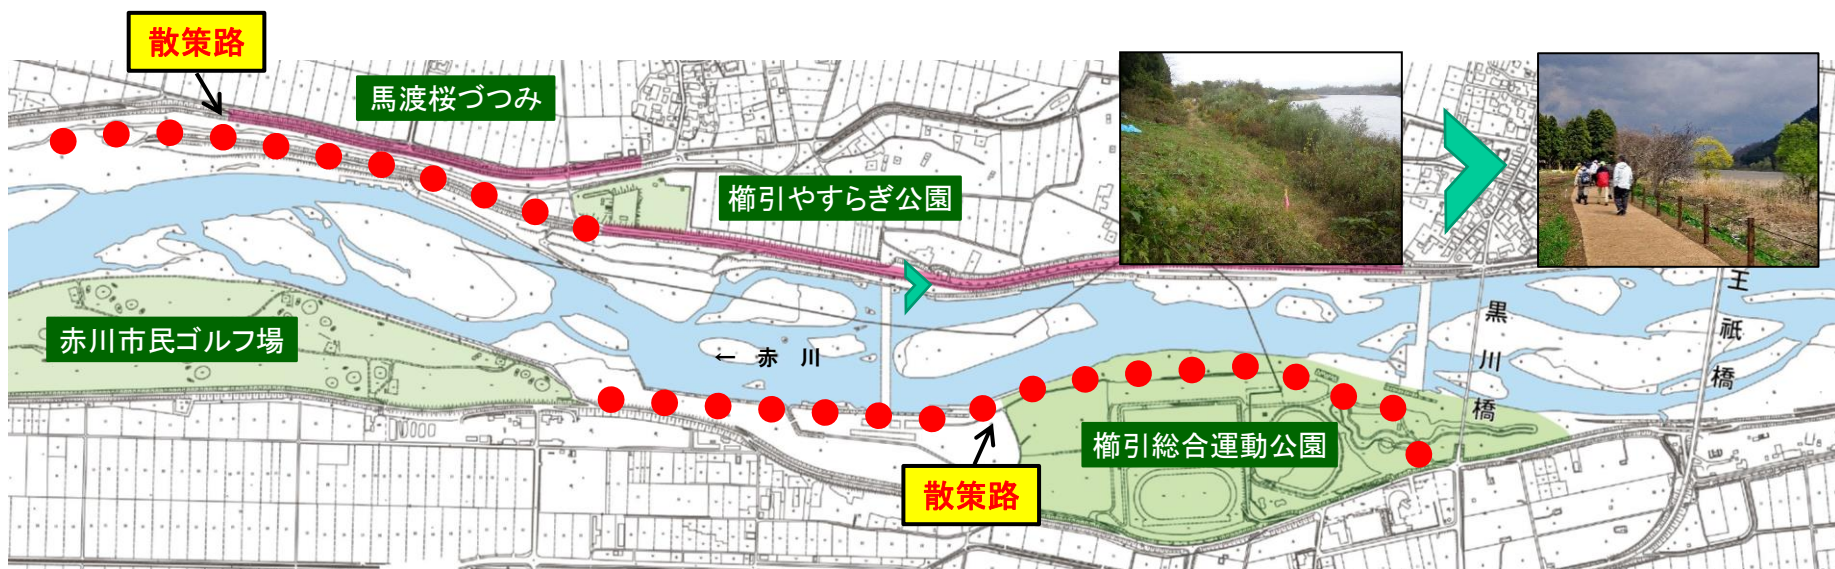 散策路
馬渡桜づつみ
櫛引やすらぎ公園
赤川市民ゴルフ場
← 赤川
黒川橋
王祇橋
櫛引総合運動公園
散策路